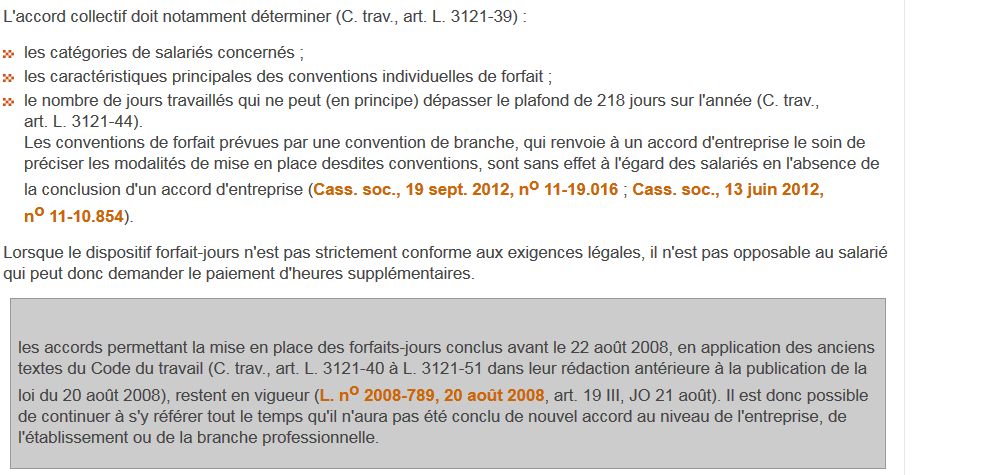 L'accord collectif doit notamment déterminer (C. trav., art. L. 3121-39) :
les catégories de salariés concernés ;
les caractéristiques principales des conventions individuelles de forfait ;
le nombre de jours travaillés qui ne peut (en principe) dépasser le plafond de 218 jours sur l'année (C. trav.,
art. L. 3121-44).
Les conventions de forfait prévues par une convention de branche, qui renvoie à un accord d'entreprise le soin de
préciser les modalités de mise en place desdites conventions, sont sans effet à l'égard des salariés en l'absence de
la conclusion d'un accord d'entreprise (Cass. soc., 19 sept. 2012, nº 11-19.016 ; Cass. soc., 13 juin 2012,
nº 11-10.854).
Lorsque le dispositif forfait-jours n'est pas strictement conforme aux exigences légales, il n'est pas opposable au salarié
qui peut donc demander le paiement d'heures supplémentaires.
les accords permettant la mise en place des forfaits-jours conclus avant le 22 août 2008, en application des anciens
textes du Code du travail (C. trav., art. L. 3121-40 à L. 3121-51 dans leur rédaction antérieure à la publication de la
loi du 20 août 2008), restent en vigueur (L. nº 2008-789, 20 août 2008, art. 19 III, JO 21 août). Il est donc possible
de continuer à s'y référer tout le temps qu'il n'aura pas été conclu de nouvel accord au niveau de l'entreprise, de
l'établissement ou de la branche professionnelle.